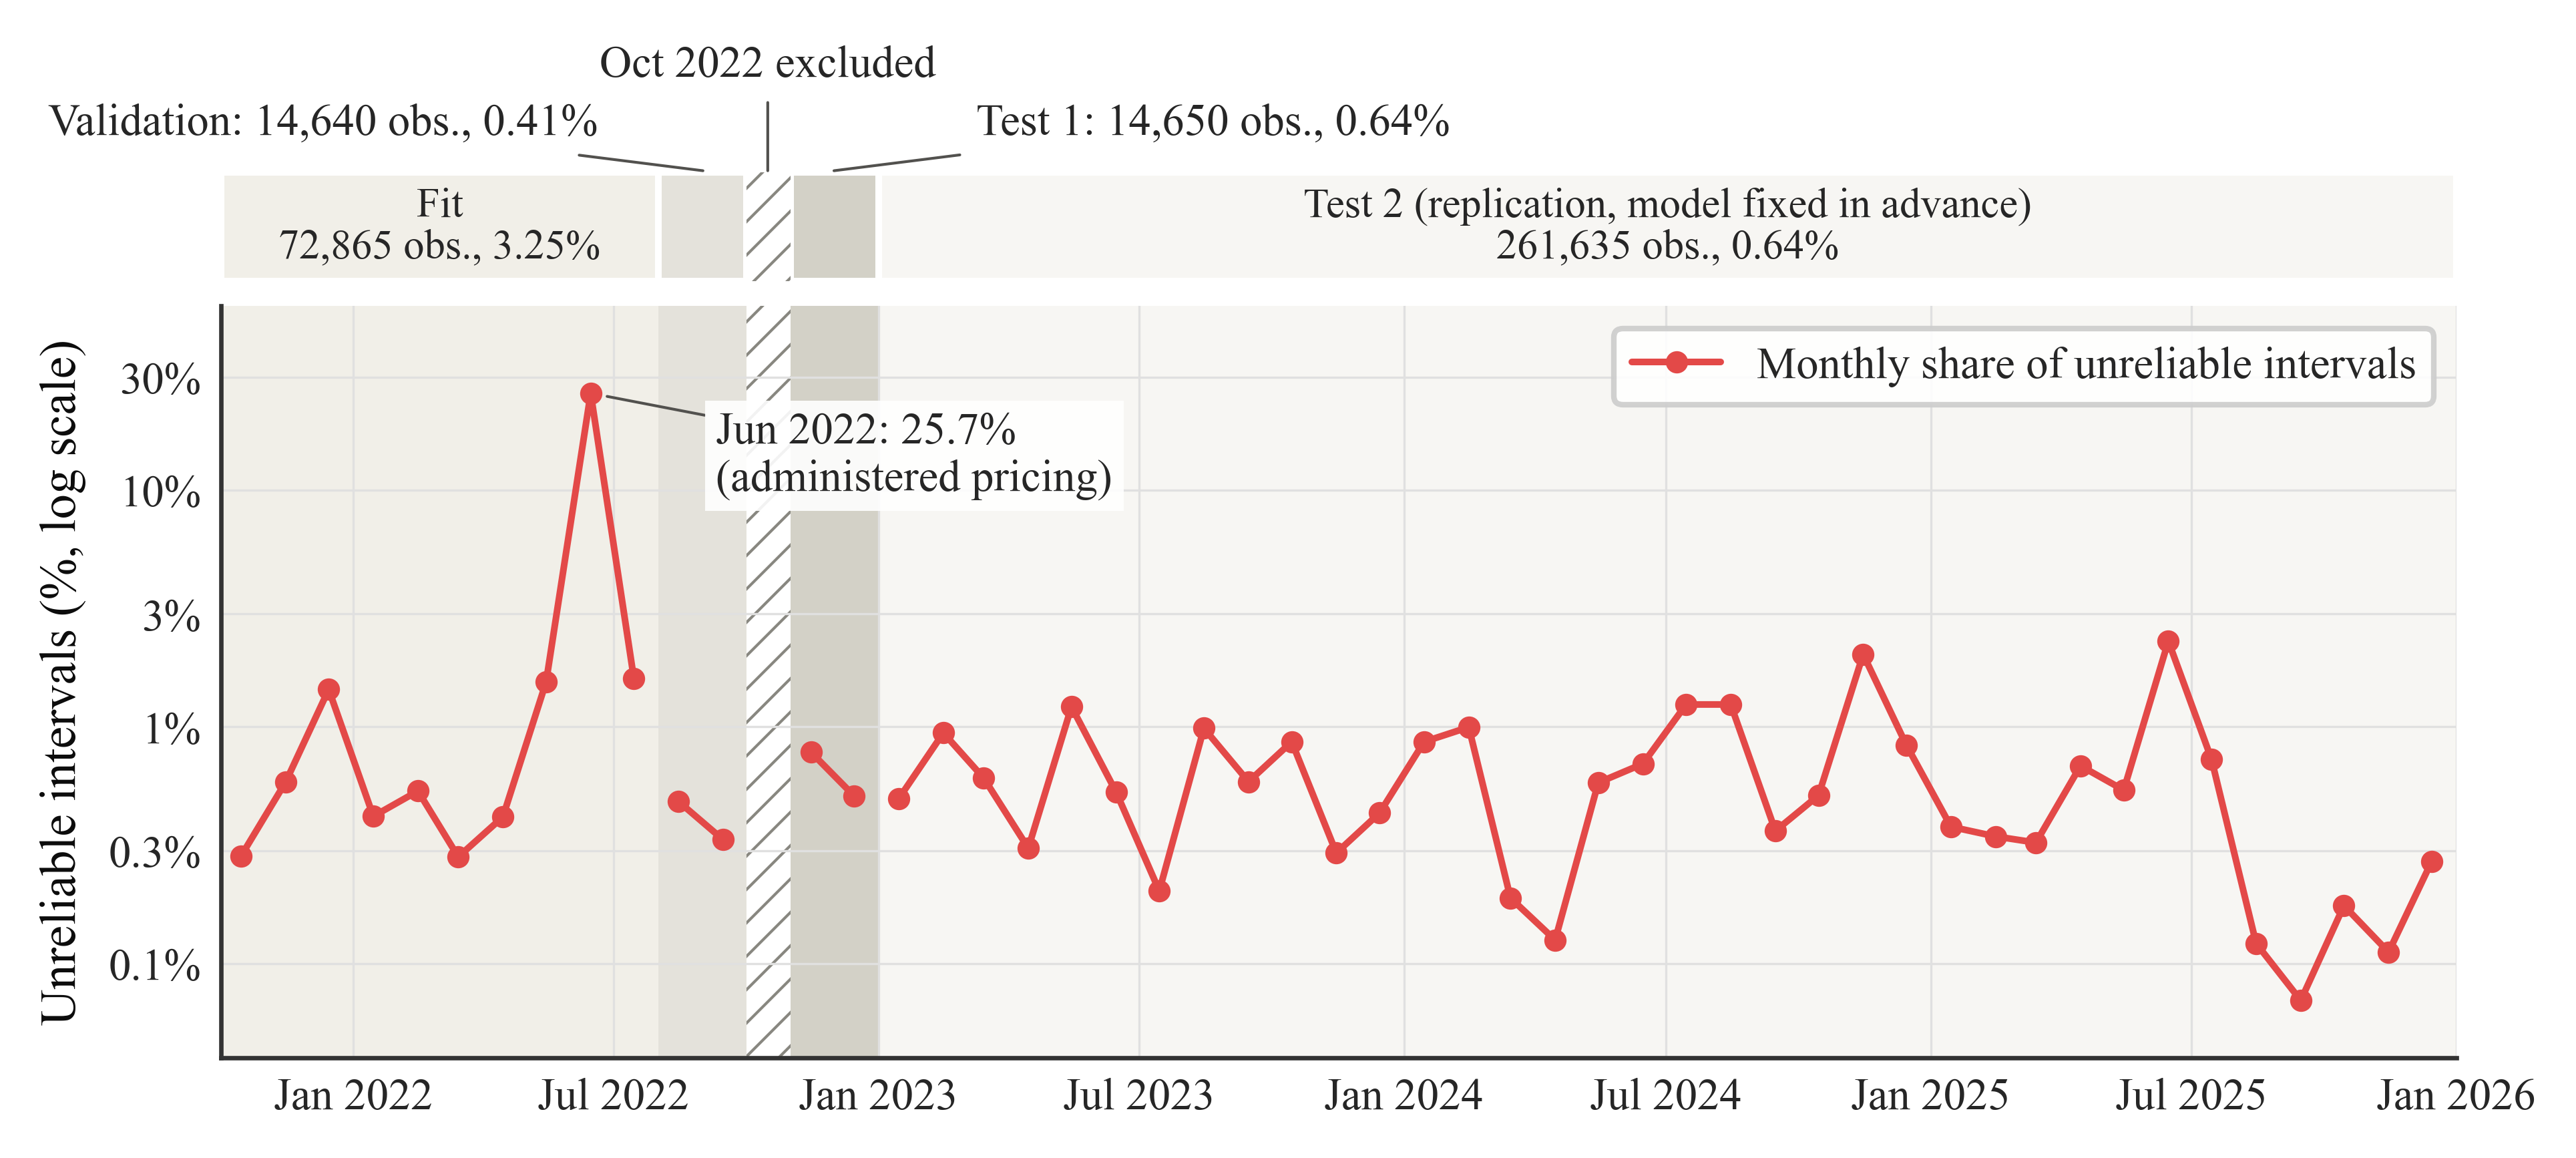 Oct 2022 excluded
Validation: 14,640 obs., 0.41%
Test 1: 14,650 obs., 0.64%
Fit
72,865 obs., 3.25%
Test 2 (replication, model fixed in advance)
261,635 obs., 0.64%
Unreliable intervals (%, log scale)
30%
10%
3%
1%
0.3%
0.1%
Monthly share of unreliable intervals
Jun 2022: 25.7%
(administered pricing)
Jan 2022
Jul 2022
Jan 2023
Jul 2023
Jan 2024
Jul 2024
Jan 2025
Jul 2025
Jan 2026